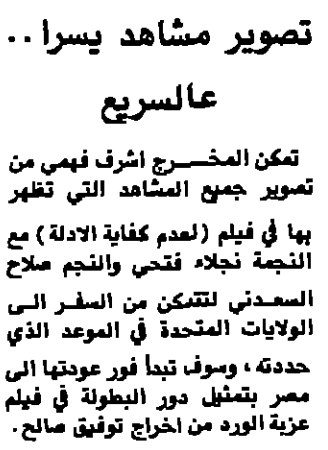 تصوير مشاهد يسرا ..
عالسريع
تمكن المخـــرج اشرف فهمي من
تصوير جميع المشاهد التي تظهر
بها في فيلم (لعدم كفاية الادلة) مع
النجمة نجلاء فتحي والنجم صلاح
السعدني لتتمكن من السفر الــى
الولايات المتحدة في الموعد الذي
حددته ، وسوف تبدأ فور عودتها الى
مصر بتمثيل دور البطولة في فيلم
عزبة الورد من اخراج توفيق صالح .